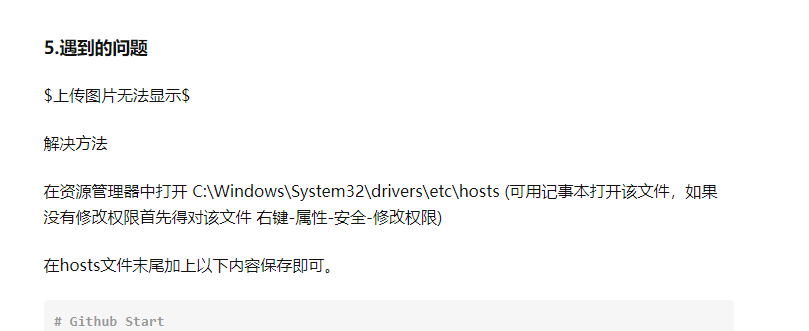 5.遇到的问题
$上传图片无法显示$
解决方法
在资源管理器中打开 C:\Windows\System32\drivers\etc\hosts (可用记事本打开该文件，如果
没有修改权限首先得对该文件 右键-属性-安全-修改权限)
在hosts文件末尾加上以下内容保存即可。
# Github Start